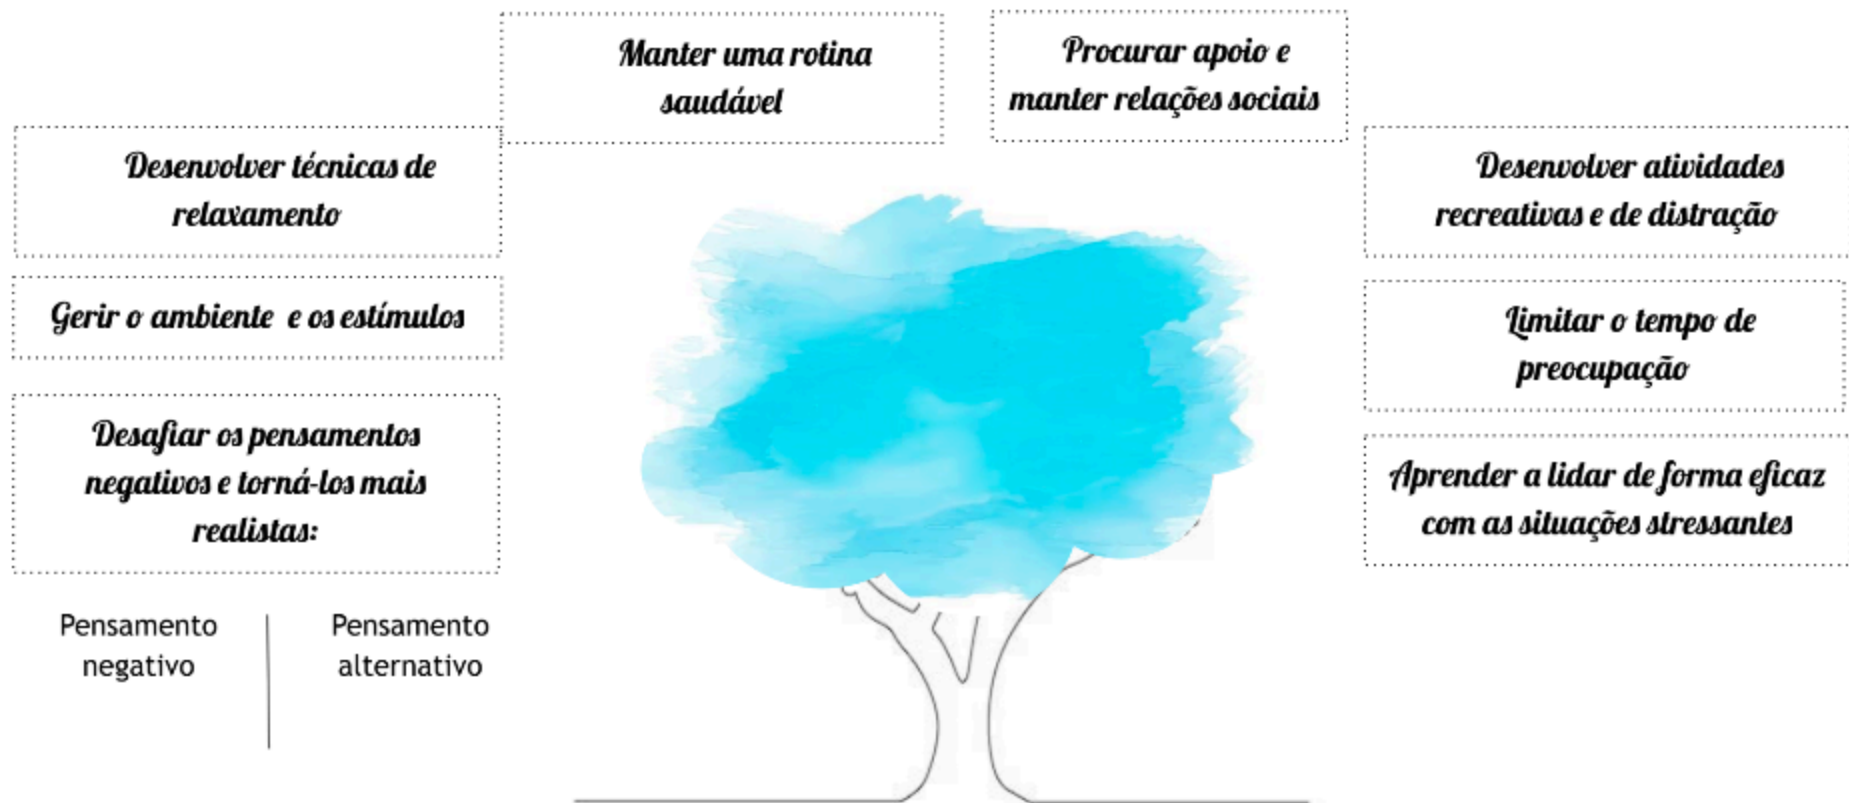 Manter uma rotina
saudável
Procurar apoio e
manter relações sociais
Desenvolver técnicas de
relaxamento
Desenvolver atividades
recreativas e de distração
Gerir o ambiente e os estímulos
Limitar o tempo de
preocupação
Desafiar os pensamentos
negativos e torná-los mais
realistas:
Aprender a lidar de forma eficaz
com as situações stressantes
Pensamento
negativo
Pensamento
alternativo